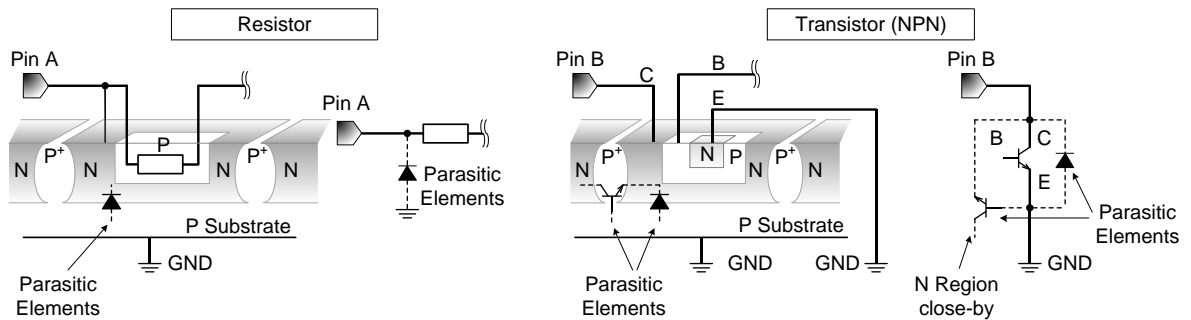 Resistor
Transistor (NPN)
Pin A
Pin B
C
B
E
Pin B
Pin A
N
P+
N
P
N
P+
N
Parasitic
Elements
P Substrate
GND
Parasitic
Elements
N
P+
N
N
P
P+
N
P Substrate
GND
GND
Parasitic
Elements
B
C
E
Parasitic
Elements
GND
N Region
close-by